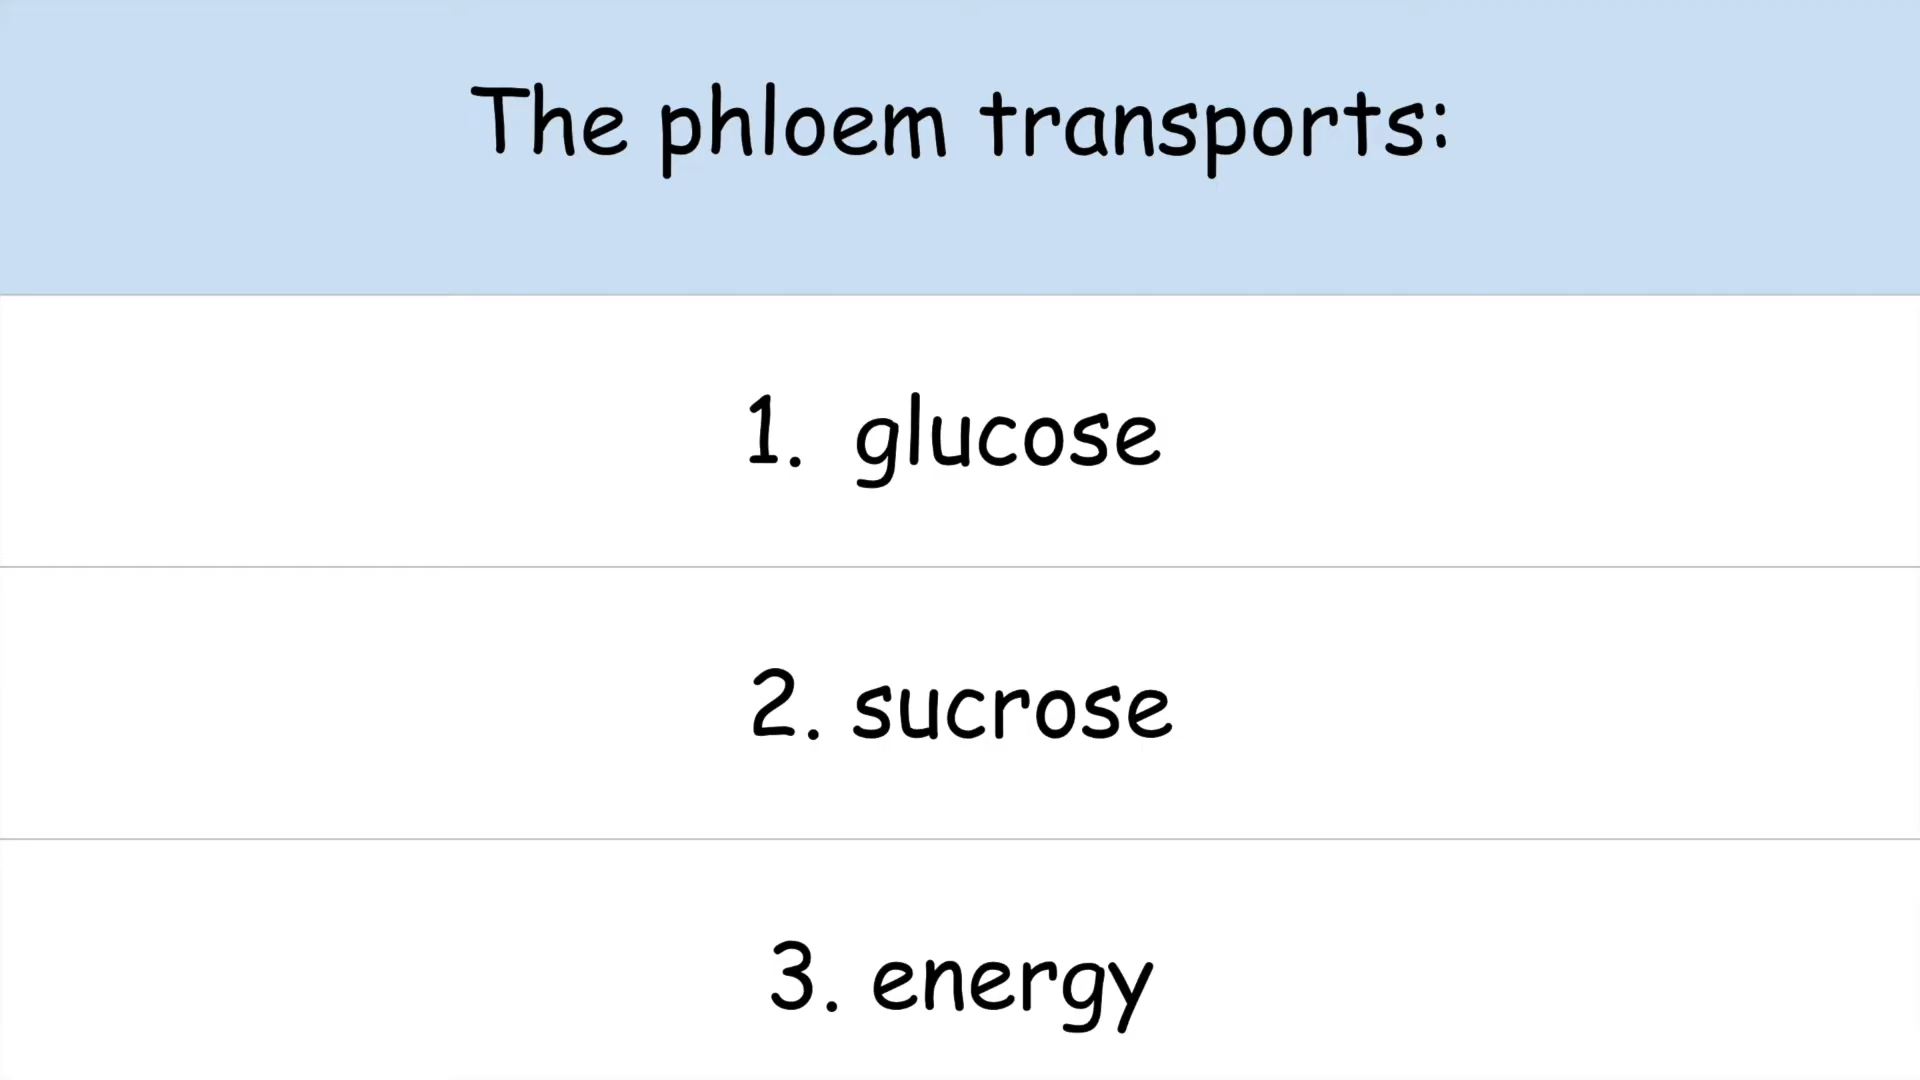 The phloem transports:
1. glucose
2. sucrose
3. energy